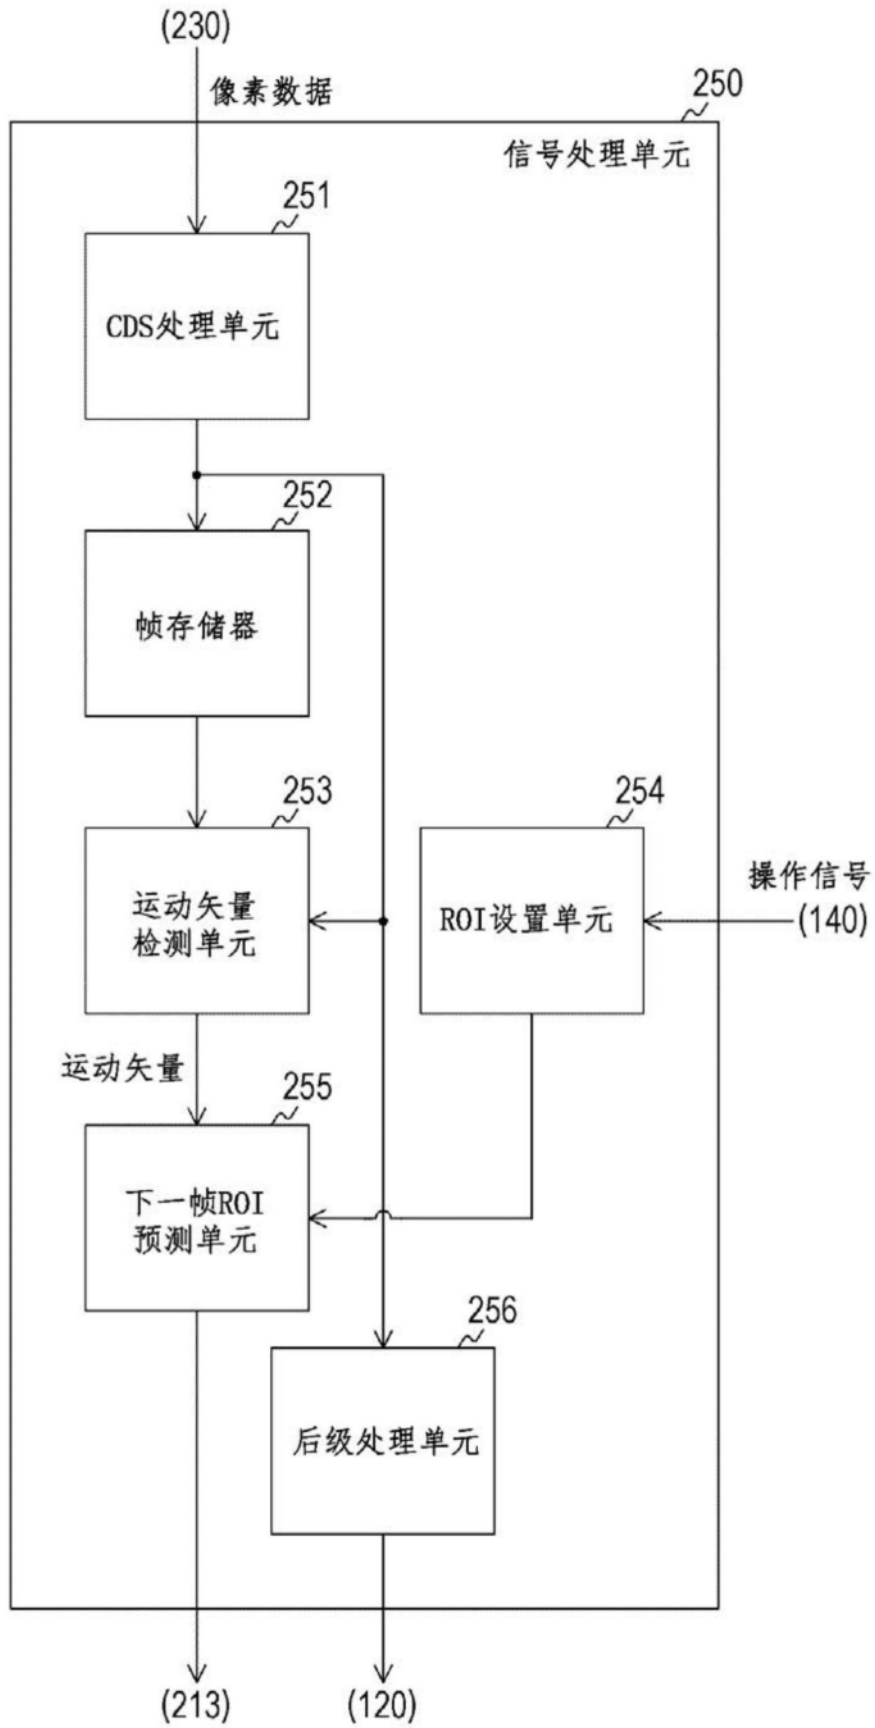 (230)
像素数据
250
信号处理单元
251
CDS处理单元
252
帧存储器
253
运动矢量
检测单元
254
ROI设置单元
操作信号
(140)
运动矢量
255
下一帧ROI
预测单元
256
后级处理单元
(213)
(120)